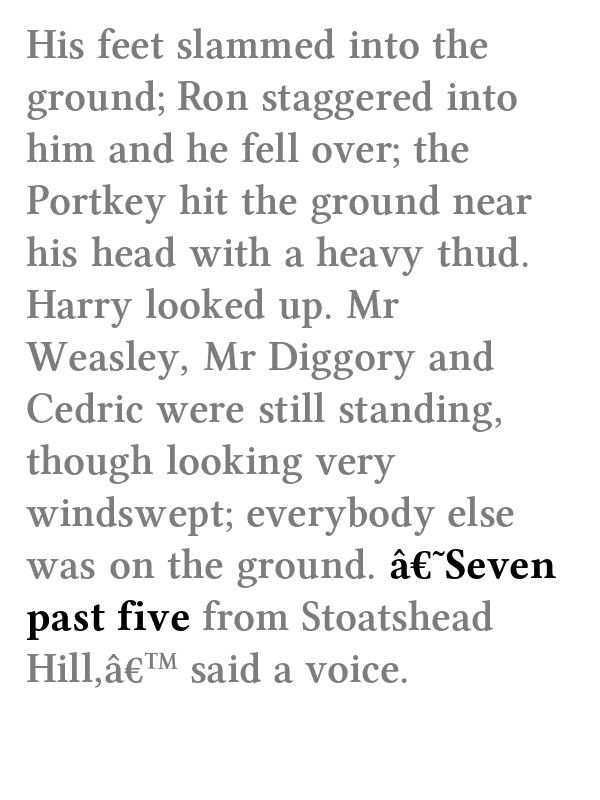 His feet slammed into the
ground; Ron staggered into
him and he fell over; the
Portkey hit the ground near
his head with a heavy thud.
Harry looked up. Mr
Weasley, Mr Diggory and
Cedric were still standing,
though looking very
windswept; everybody else
was on the ground. â€˜Seven
past five from Stoatshead
Hill,â€™ said a voice.